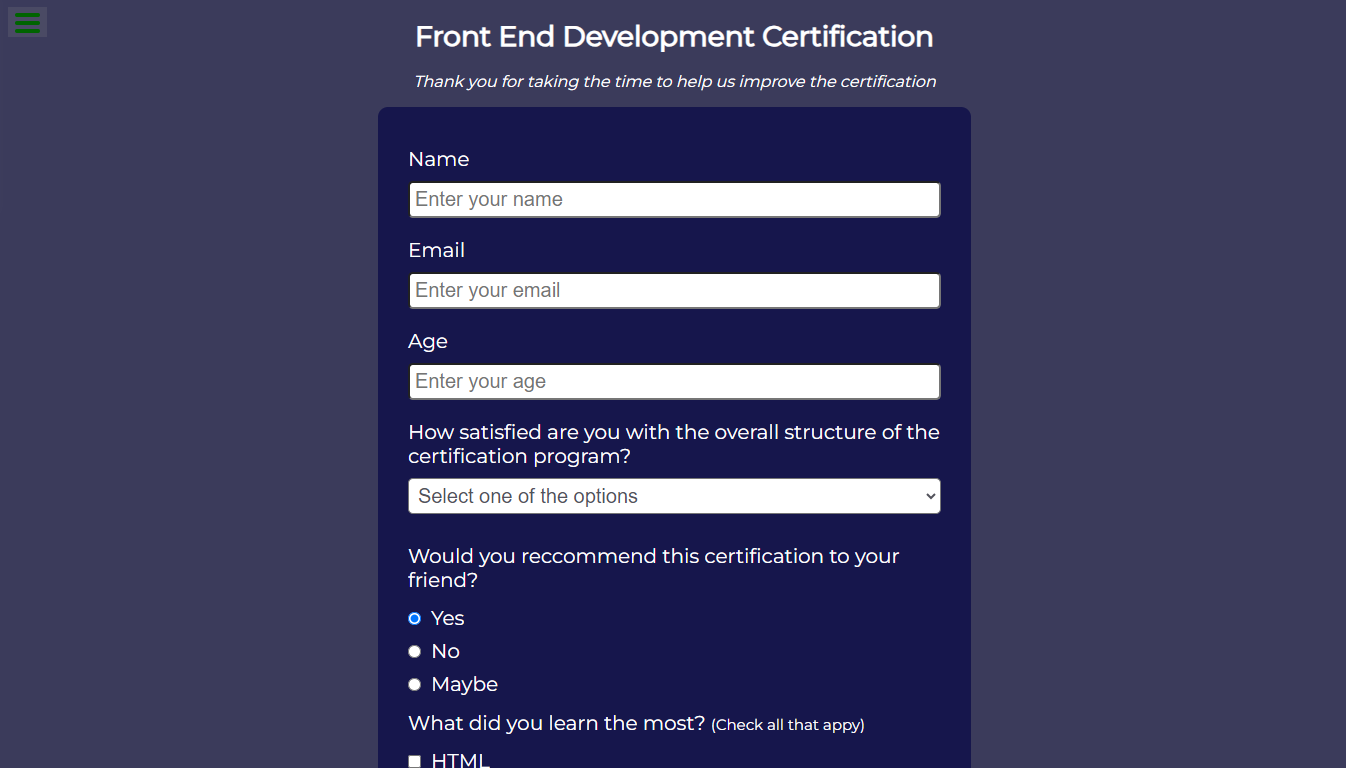 Front End Development Certification
Thank you for taking the time to help us improve the certification
Name
Enter your name
Email
Enter your email
Age
Enter your age
How satisfied are you with the overall structure of the
certification program?
Select one of the options
Would you reccommend this certification to your
friend?
Yes
No
Maybe
What did you learn the most? (Check all that appy)
HTML